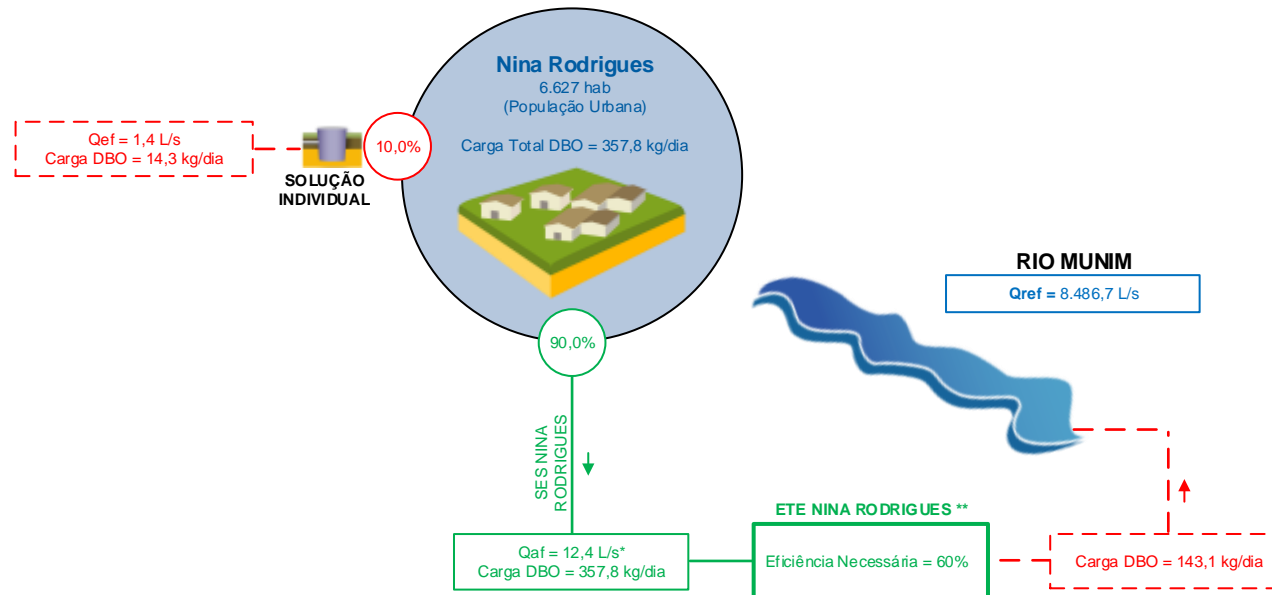 Nina Rodrigues
6.627 hab
(População Urbana)
Carga Total DBO = 357,8 kg/dia
Qef = 1,4 L/s
Carga DBO = 14,3 kg/dia
10,0%
SOLUÇÃO
INDIVIDUAL
RIO MUNIM
Qref = 8.486,7 L/s
90,0%
SES NINA
RODRIGUES
ETE NINA RODRIGUES **
Qaf = 12,4 L/s*
Carga DBO = 357,8 kg/dia
Eficiência Necessária = 60%
Carga DBO = 143,1 kg/dia